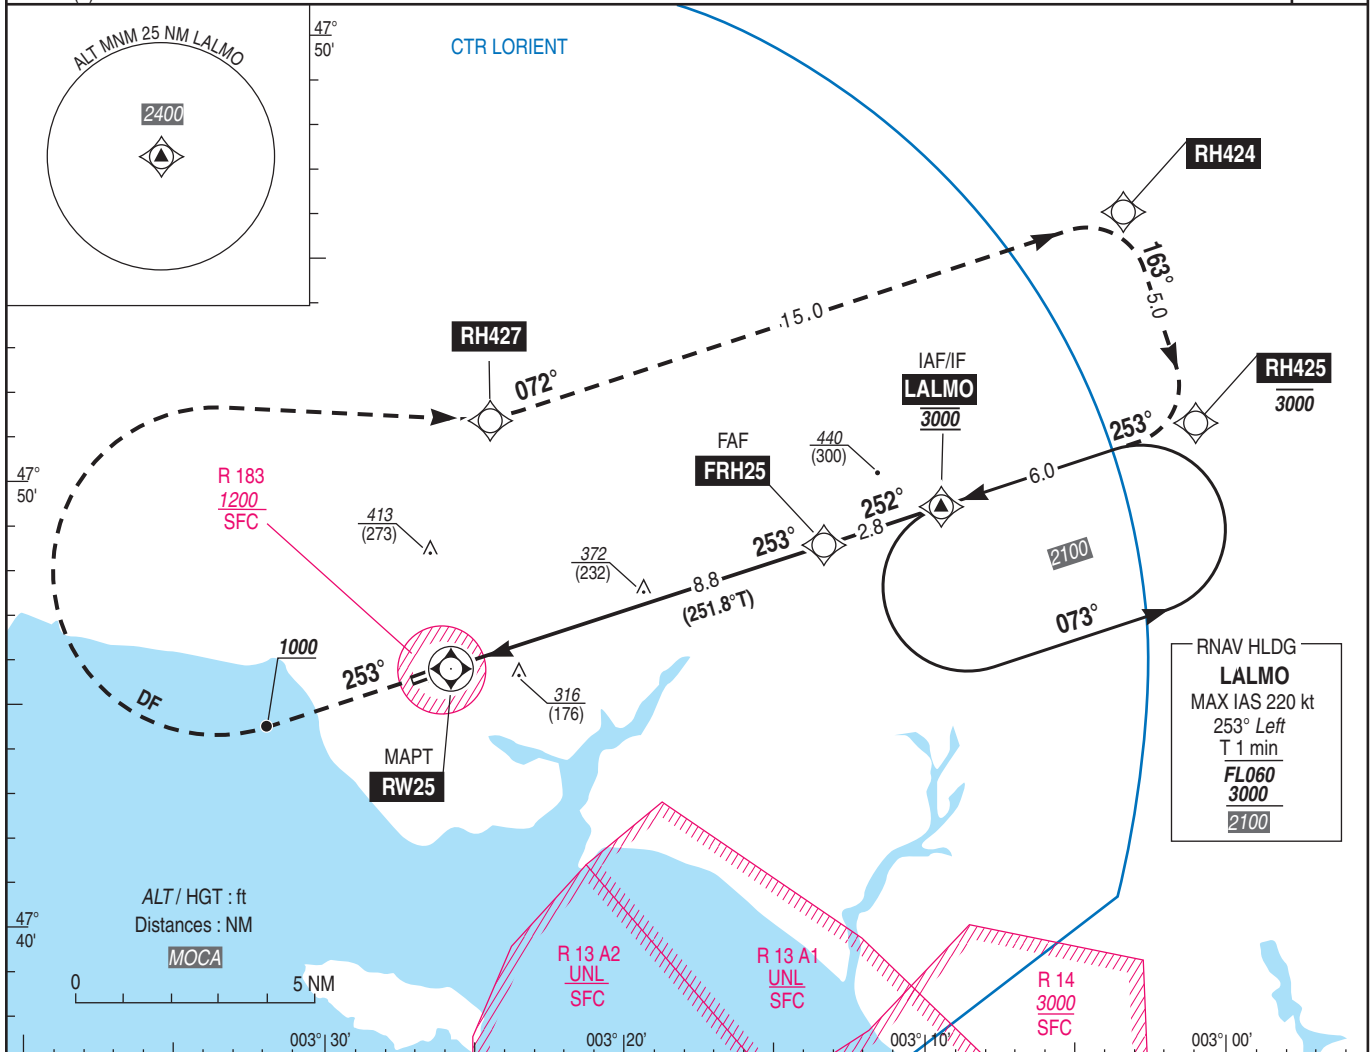 ALT MNM 25 NM LALMO
2400
47°
50'
CTR LORIENT
RH424
163°
5.0
15.0
RH427
072°
IAF/IF
LALMO
3000
RH425
3000
253°
FAF
FRH25
440
(300)
6.0
47°
50'
R 183
1200
SFC
413
(273)
252°
2.8
253°
372
(232)
8.8
(251.8°T)
2100
073°
1000
253°
DF
316
(176)
MAPT
RW25
RNAV HLDG
LALMO
MAX IAS 220 kt
253° Left
T 1 min
FL060
3000
2100
ALT / HGT : ft
Distances : NM
MOCA
0
5 NM
47°
40'
R 13 A2
UNL
SFC
R 13 A1
UNL
SFC
R 14
3000
SFC
003° 30'
003° 20'
003° 10'
003° 00'